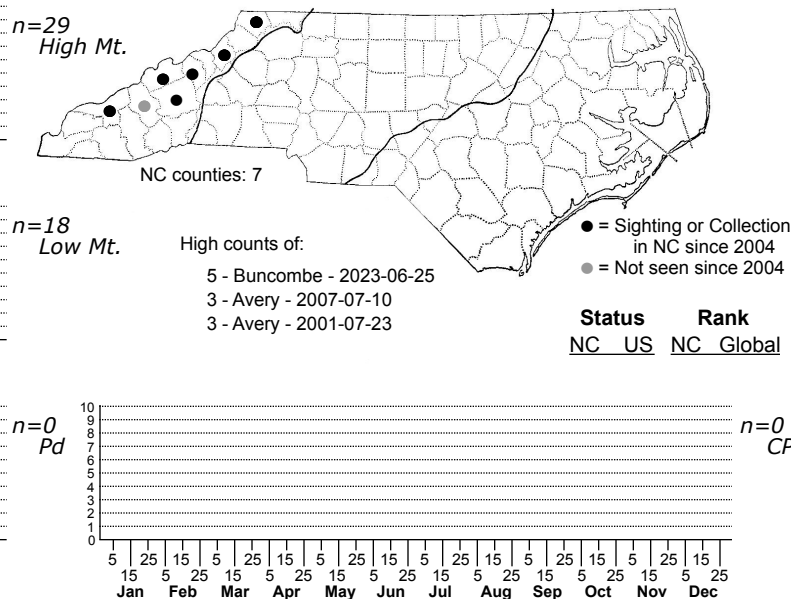 n=29
High Mt.
NC counties: 7
n=18
Low Mt.
High counts of:
5 - Buncombe - 2023-06-25
3 - Avery - 2007-07-10
3 - Avery - 2001-07-23
= Sighting or Collection
in NC since 2004
= Not seen since 2004
Status Rank
NC US NC Global
n=0
Pd
n=0
CP
10
9
8
7
6
5
4
3
2
1
0
5 25 15 5 25 15 5 25 15 5 25 15 5 25 15 5 25 15
15 5 25 15 5 25 15 5 25 15 5 25 15 5 25 15 5 25
Jan Feb Mar Apr May Jun Jul Aug Sep Oct Nov Dec